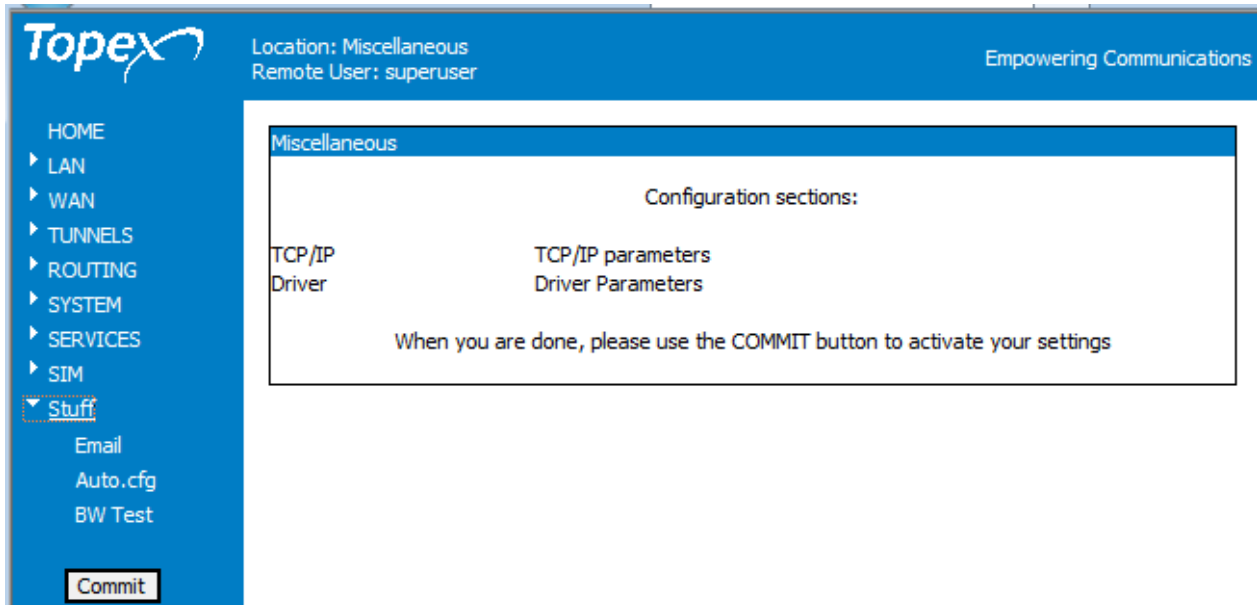 Topex
Location: Miscellaneous
Remote User: superuser
Empowering Communications
HOME
LAN
WAN
TUNNELS
ROUTING
SYSTEM
SERVICES
SIM
Stuff
Email
Auto.cfg
BW Test
Commit
Miscellaneous
Configuration sections:
TCP/IP TCP/IP parameters
Driver Driver Parameters
When you are done, please use the COMMIT button to activate your settings